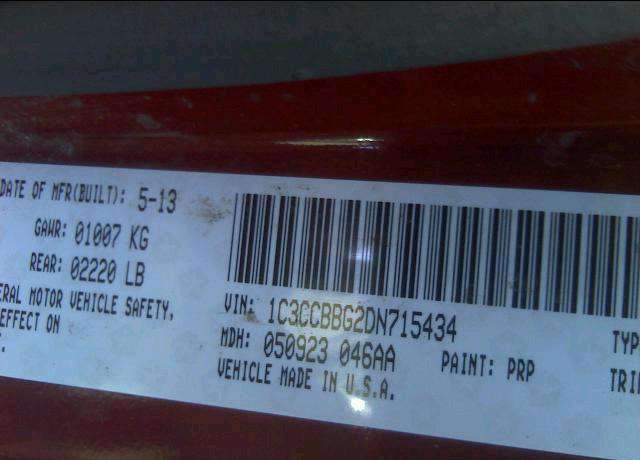 DATE OF MFR(BUILT): 5-13
GAWR: 01007 KG
REAR: 02220 LB
ERAL MOTOR VEHICLE SAFETY,
EFFECT ON
VIN: 1C3CCBBG2DN715434
MDH: 050923 046AA
PAINT: PRP
VEHICLE MADE IN U.S.A.
TYP
TRI